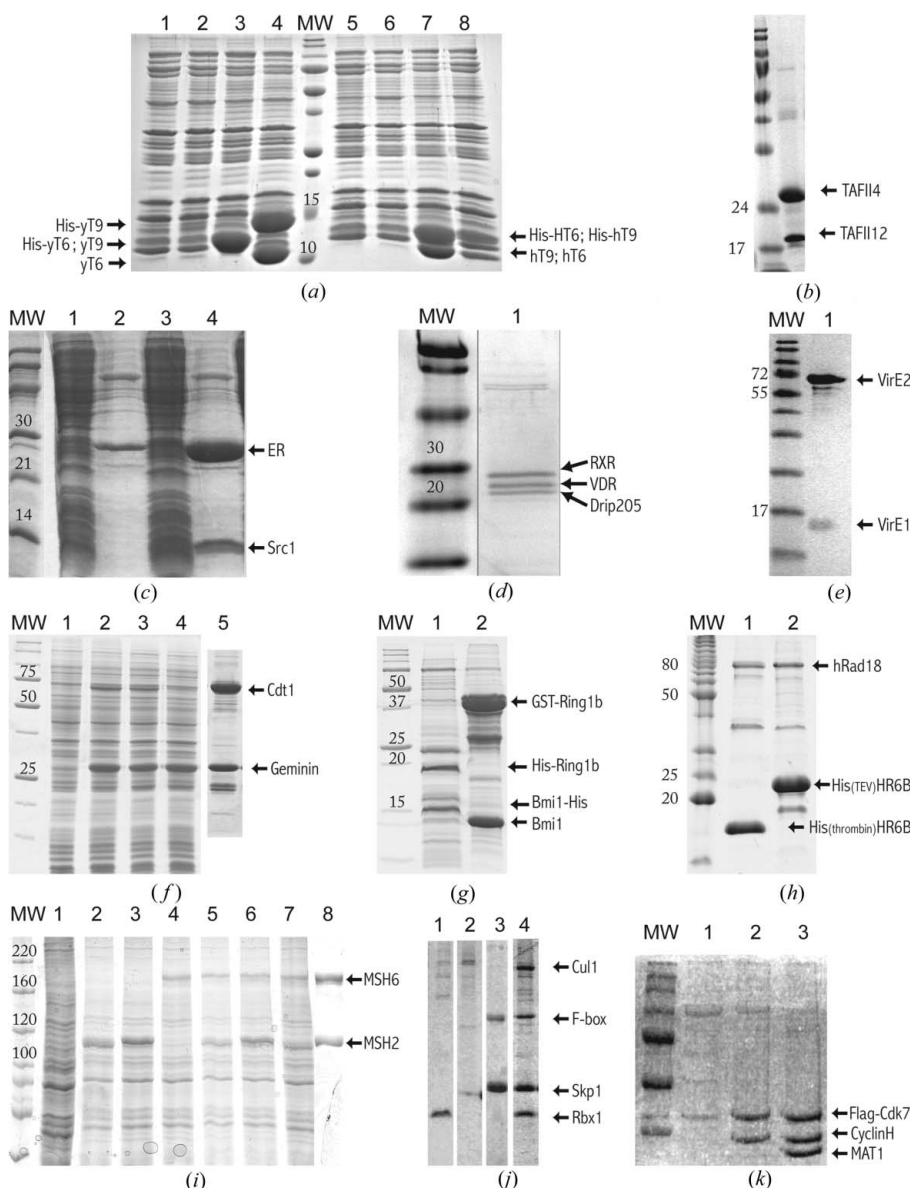 1 2 3 4 MW 5 6 7 8
15
10
His-yT9
His-yT6 ; yT9
yT6
His-HT6; His-hT9
hT9; hT6
(a)
24
17
TAFII4
TAFII12
(b)
MW 1 2 3 4
30
21
14
ER
Src1
(c)
MW 1
30
20
RXR
VDR
Drip205
(d)
MW 1
72
55
17
VirE2
VirE1
(e)
MW 1 2 3 4 5
75
50
25
Cdt1
Geminin
(f)
MW 1 2
50
37
25
20
15
GST-Ring1b
His-Ring1b
Bmi1-His
Bmi1
(g)
MW 1 2
80
50
25
20
hRad18
His(TEV)HR6B
His(thrombin)HR6B
(h)
MW 1 2 3 4 5 6 7 8
220
160
120
100
MSH6
MSH2
(i)
1 2 3 4
Cul1
F-box
Skp1
Rbx1
(j)
MW 1 2 3
Flag-Cdk7
CyclinH
MAT1
(k)